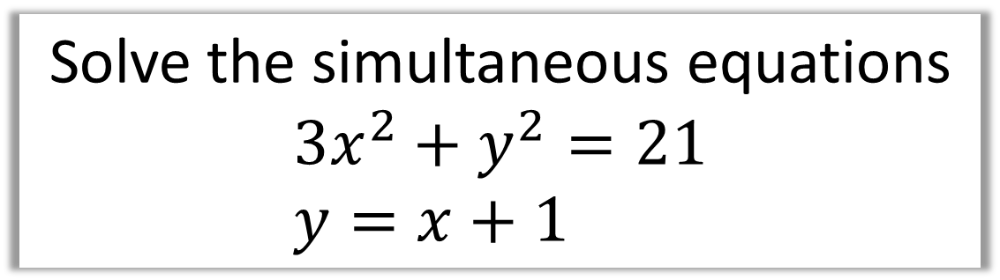 Solve the simultaneous equations
3x² + y² = 21
y = x + 1